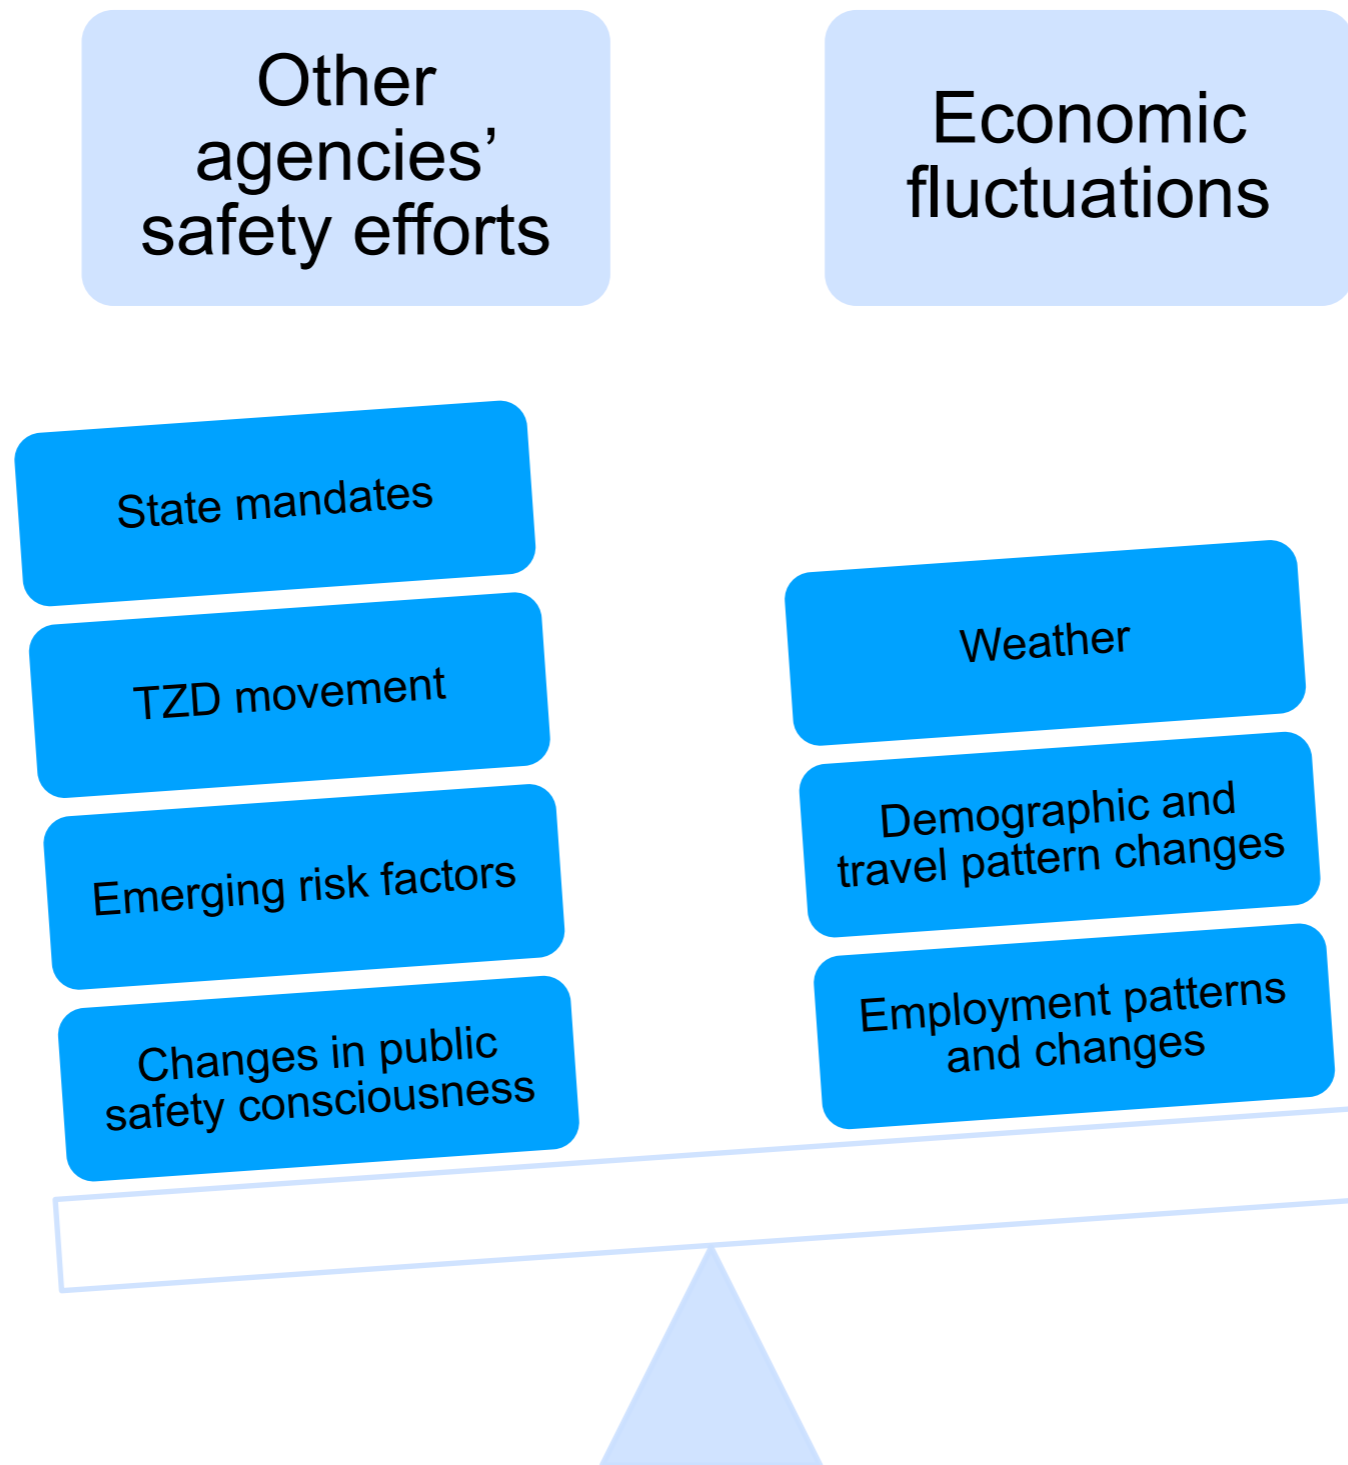 Other
agencies’
safety efforts
Economic
fluctuations
State mandates
TZD movement
Emerging risk factors
Changes in public
safety consciousness
Weather
Demographic and
travel pattern changes
Employment patterns
and changes